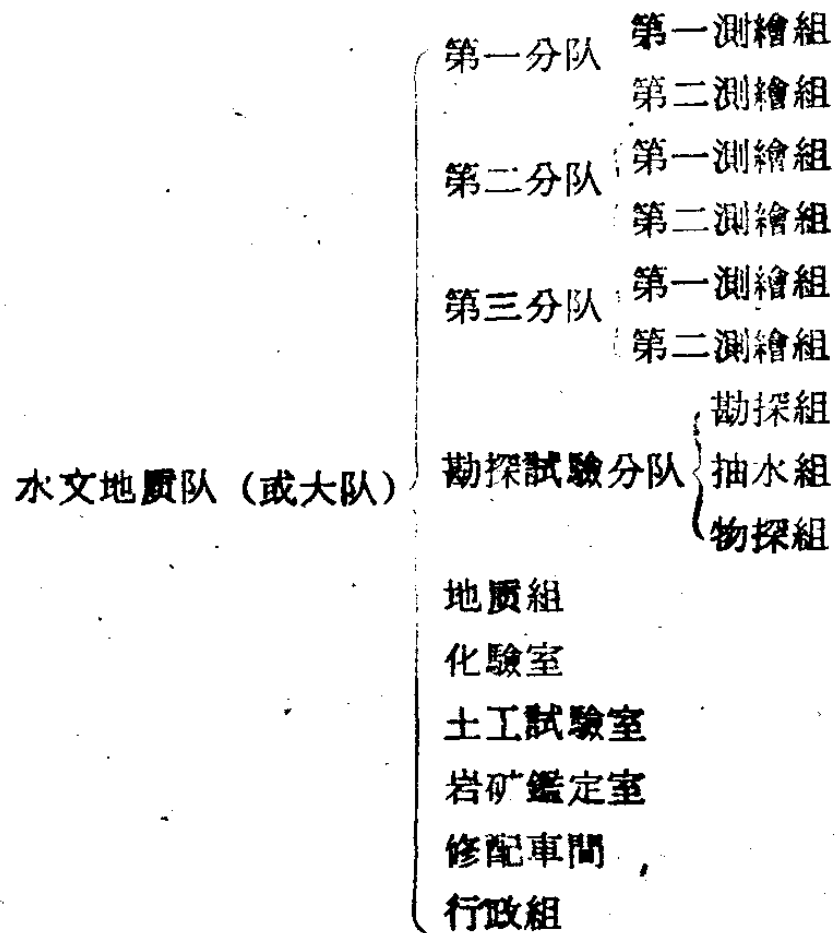 第一分队
第一測繪組
第二測繪組
第二分队
第一測繪組
第二測繪組
第三分队
第一測繪組
第二測繪組
水文地质队（或大队）
勘探試驗分队
勘探組
抽水組
物探組
地质組
化驗室
土工試驗室
岩矿鑑定室
修配車間
行政組